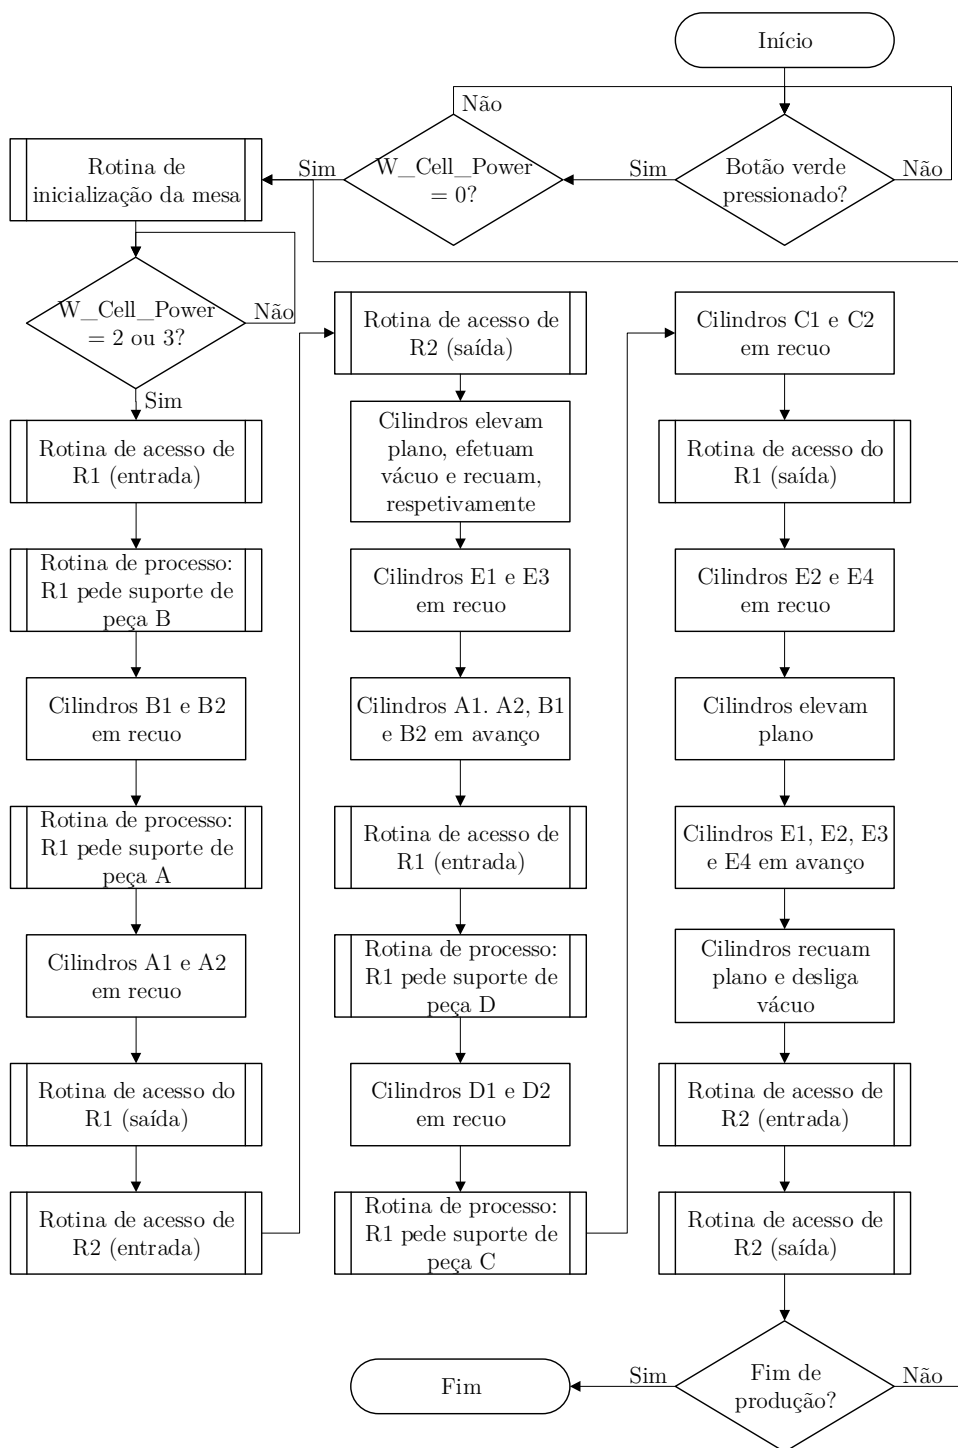 Início
Botão verde
pressionado?
Não
Sim
W_Cell_Power
= 0?
Não
Sim
Rotina de
inicialização da mesa
W_Cell_Power
= 2 ou 3?
Não
Sim
Rotina de acesso de
R1 (entrada)
Rotina de processo:
R1 pede suporte de
peça B
Cilindros B1 e B2
em recuo
Rotina de processo:
R1 pede suporte de
peça A
Cilindros A1 e A2
em recuo
Rotina de acesso do
R1 (saída)
Rotina de acesso de
R2 (entrada)
Rotina de acesso de
R2 (saída)
Cilindros elevam
plano, efetuam
vácuo e recuam,
respetivamente
Cilindros E1 e E3
em recuo
Cilindros A1. A2, B1
e B2 em avanço
Rotina de acesso de
R1 (entrada)
Rotina de processo:
R1 pede suporte de
peça D
Cilindros D1 e D2
em recuo
Rotina de processo:
R1 pede suporte de
peça C
Cilindros C1 e C2
em recuo
Rotina de acesso do
R1 (saída)
Cilindros E2 e E4
em recuo
Cilindros elevam
plano
Cilindros E1, E2, E3
e E4 em avanço
Cilindros recuam
plano e desliga
vácuo
Rotina de acesso de
R2 (entrada)
Rotina de acesso de
R2 (saída)
Fim de
produção?
Não
Sim
Fim